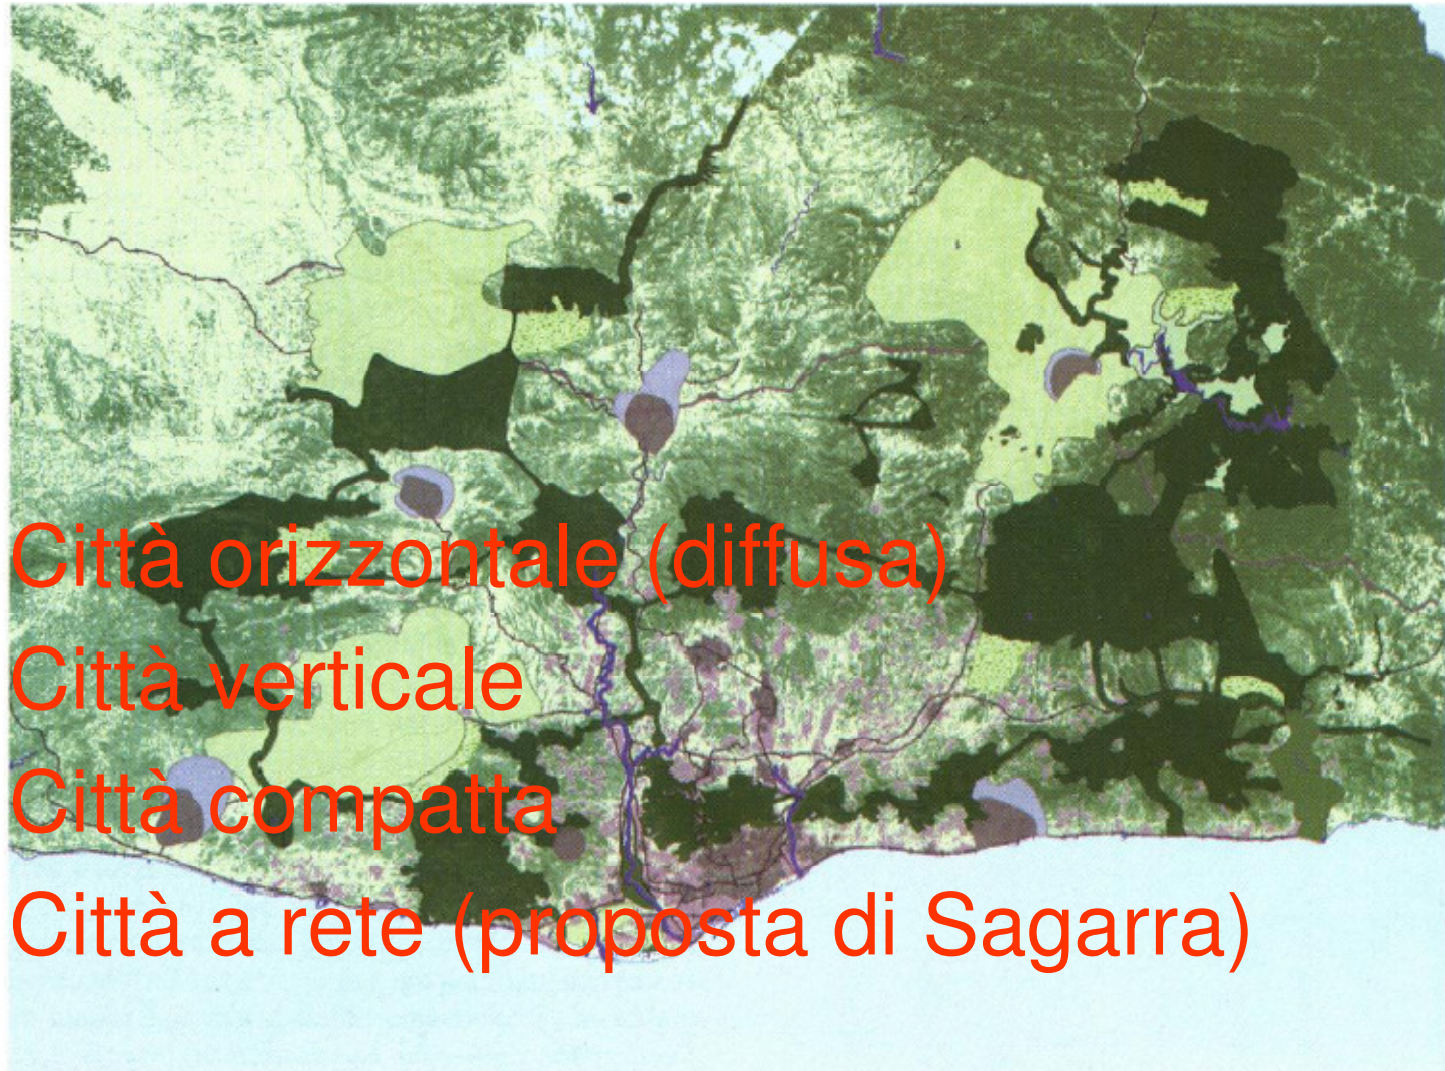 Città orizzontale (diffusa)
Città verticale
Città compatta
Città a rete (proposta di Sagarra)